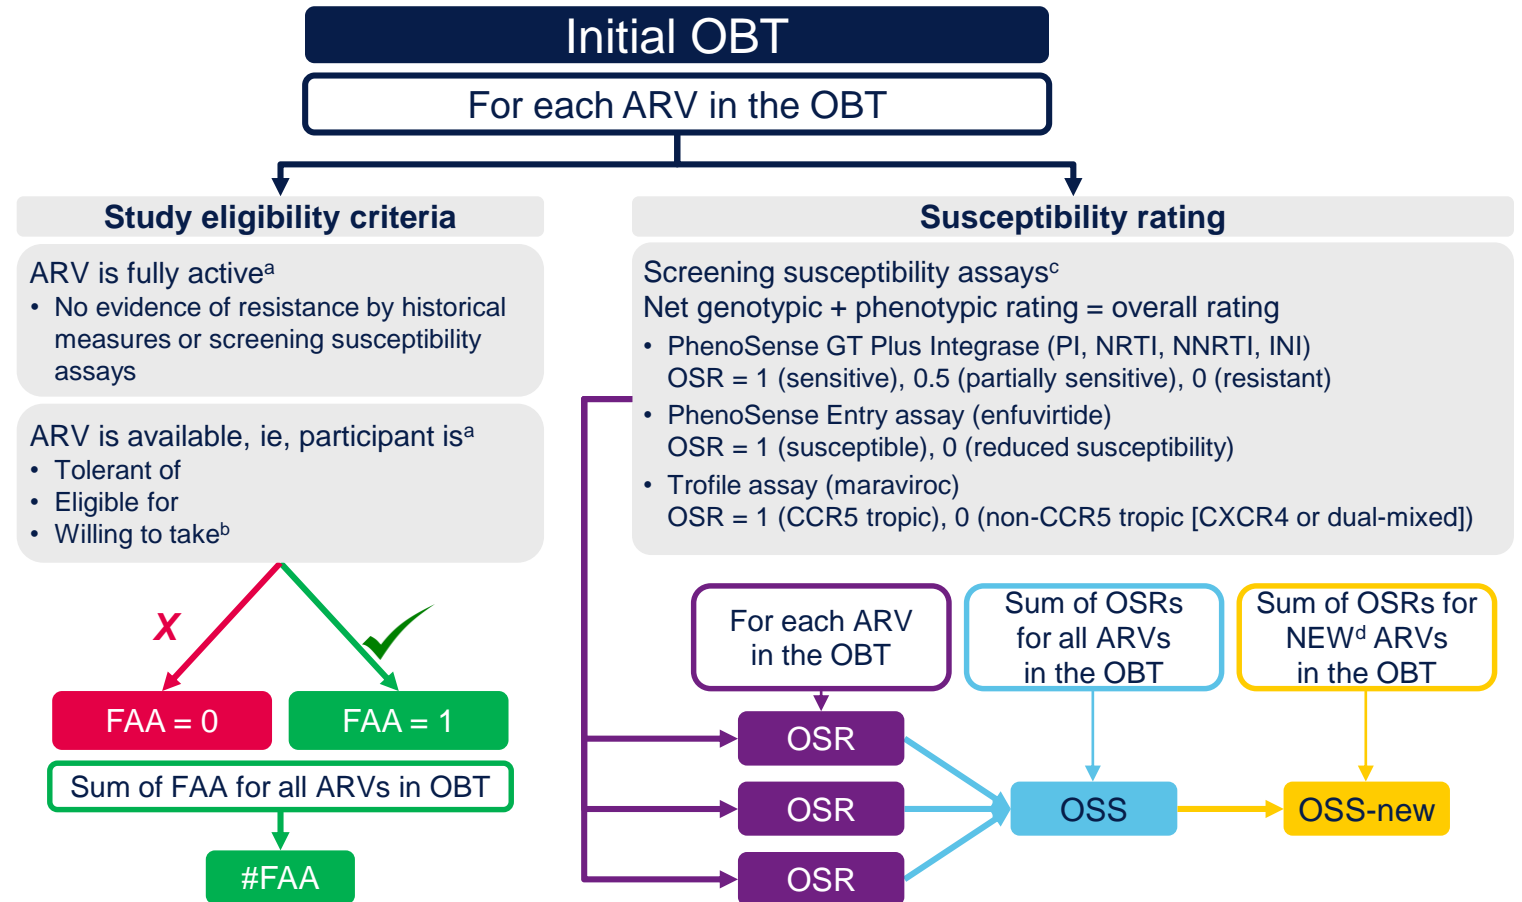 Initial OBT
For each ARV in the OBT
Study eligibility criteria
ARV is fully activeᵃ
• No evidence of resistance by historical
measures or screening susceptibility
assays
ARV is available, ie, participant isᵃ
• Tolerant of
• Eligible for
• Willing to takeᵇ
X
FAA = 0
FAA = 1
Sum of FAA for all ARVs in OBT
#FAA
Susceptibility rating
Screening susceptibility assaysᶜ
Net genotypic + phenotypic rating = overall rating
• PhenoSense GT Plus Integrase (PI, NRTI, NNRTI, INI)
OSR = 1 (sensitive), 0.5 (partially sensitive), 0 (resistant)
• PhenoSense Entry assay (enfuvirtide)
OSR = 1 (susceptible), 0 (reduced susceptibility)
• Trofile assay (maraviroc)
OSR = 1 (CCR5 tropic), 0 (non-CCR5 tropic [CXCR4 or dual-mixed])
For each ARV
in the OBT
Sum of OSRs
for all ARVs
in the OBT
Sum of OSRs for
NEWᵈ ARVs
in the OBT
OSR
OSR
OSR
OSS
OSS-new